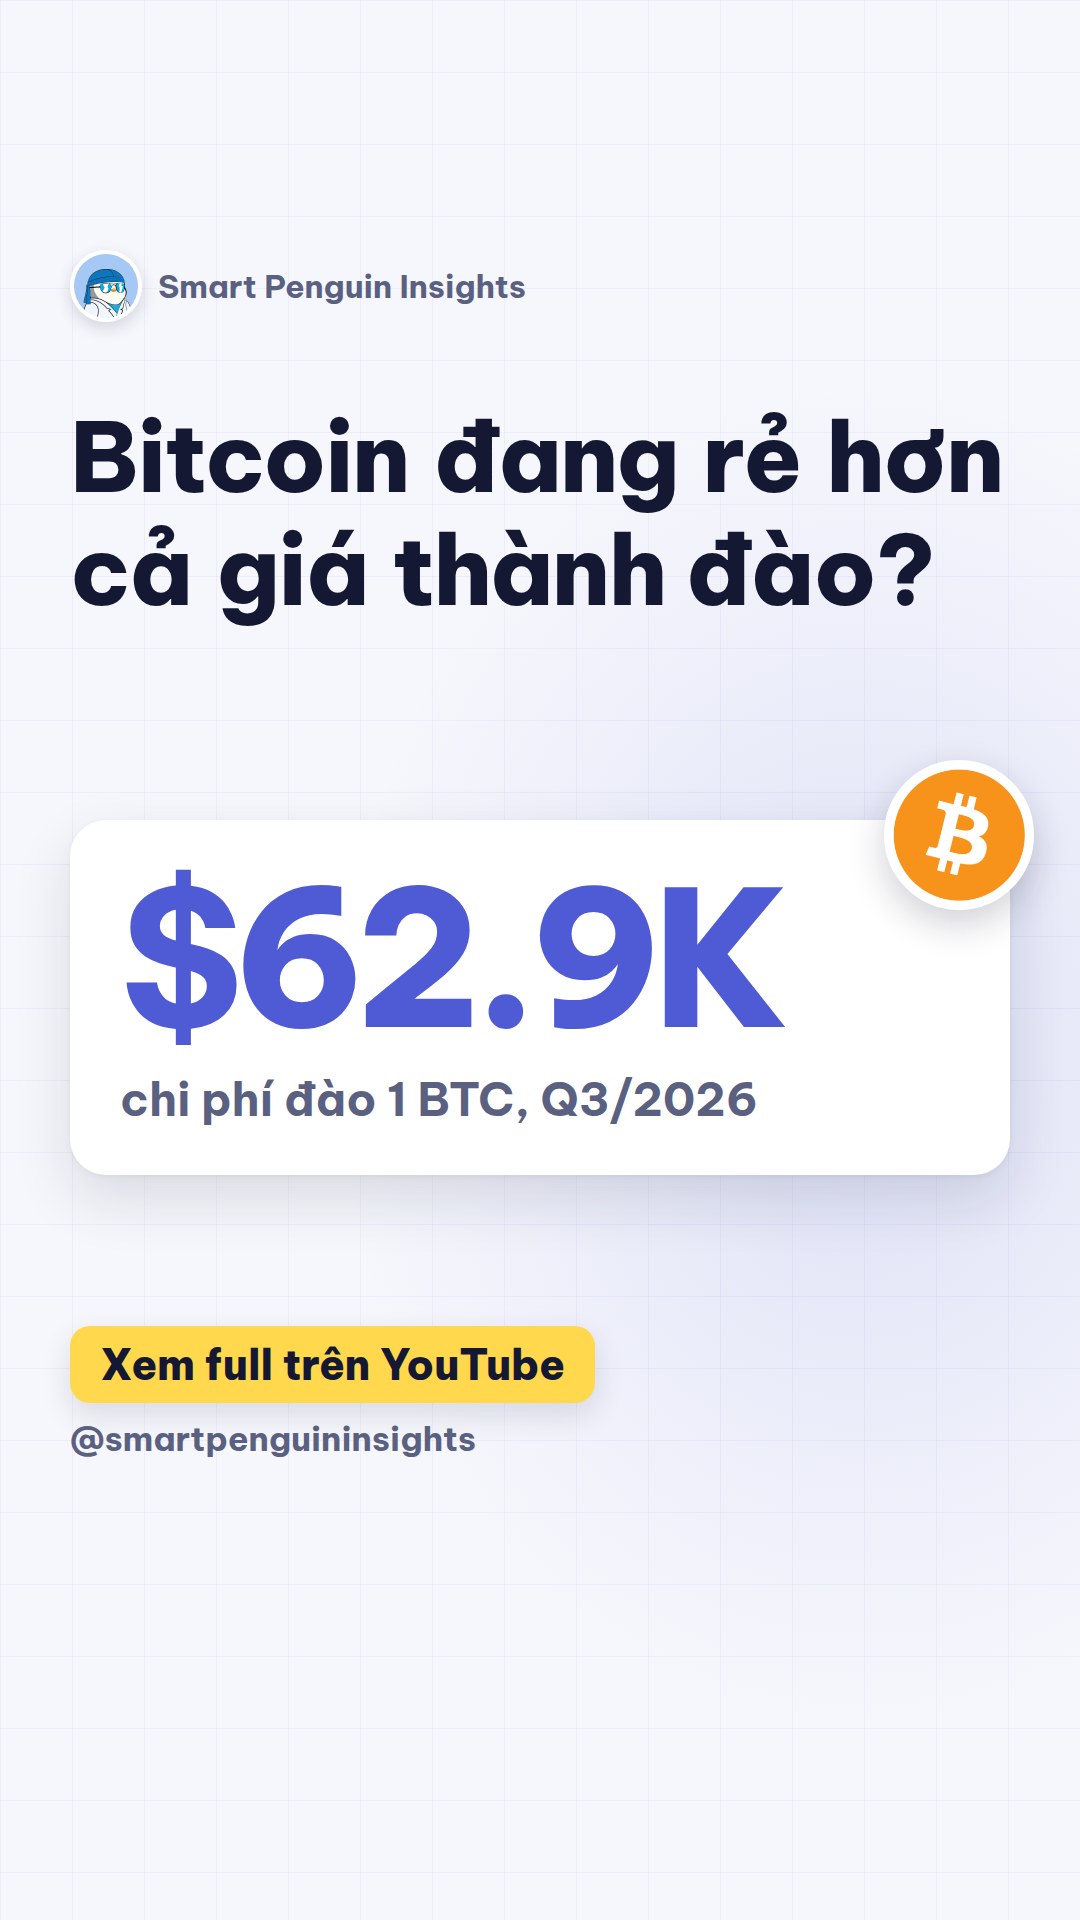 Smart Penguin Insights
Bitcoin đang rẻ hơn
cả giá thành đào?
$62.9K
chi phí đào 1 BTC, Q3/2026
Xem full trên YouTube
@smartpenguininsights